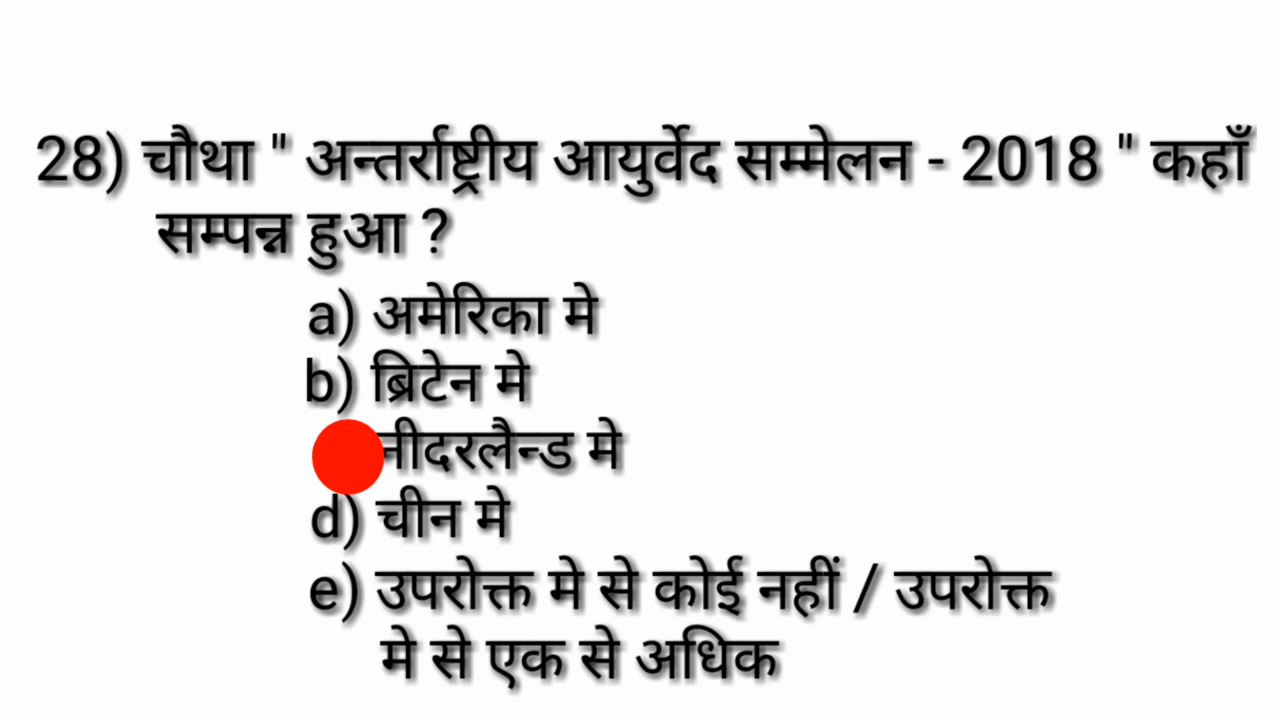 28) चौथा " अन्तर्राष्ट्रीय आयुर्वेद सम्मेलन - 2018 " कहाँ
सम्पन्न हुआ ?
a) अमेरिका मे
b) ब्रिटेन मे
नीदरलैन्ड मे
d) चीन मे
e) उपरोक्त मे से कोई नहीं / उपरोक्त
मे से एक से अधिक